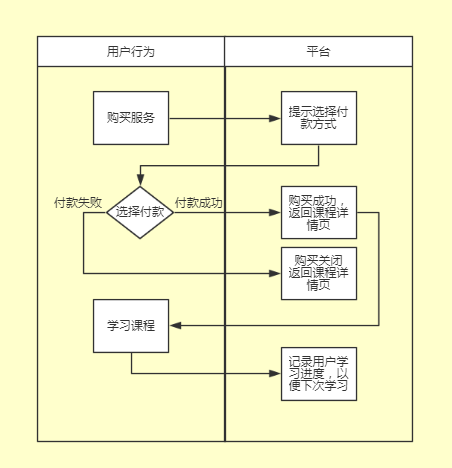 用户行为
平台
购买服务
提示选择付
款方式
付款失败
选择付款
付款成功
购买成功，
返回课程详
情页
购买关闭
返回课程详
情页
学习课程
记录用户学
习进度，以
便下次学习